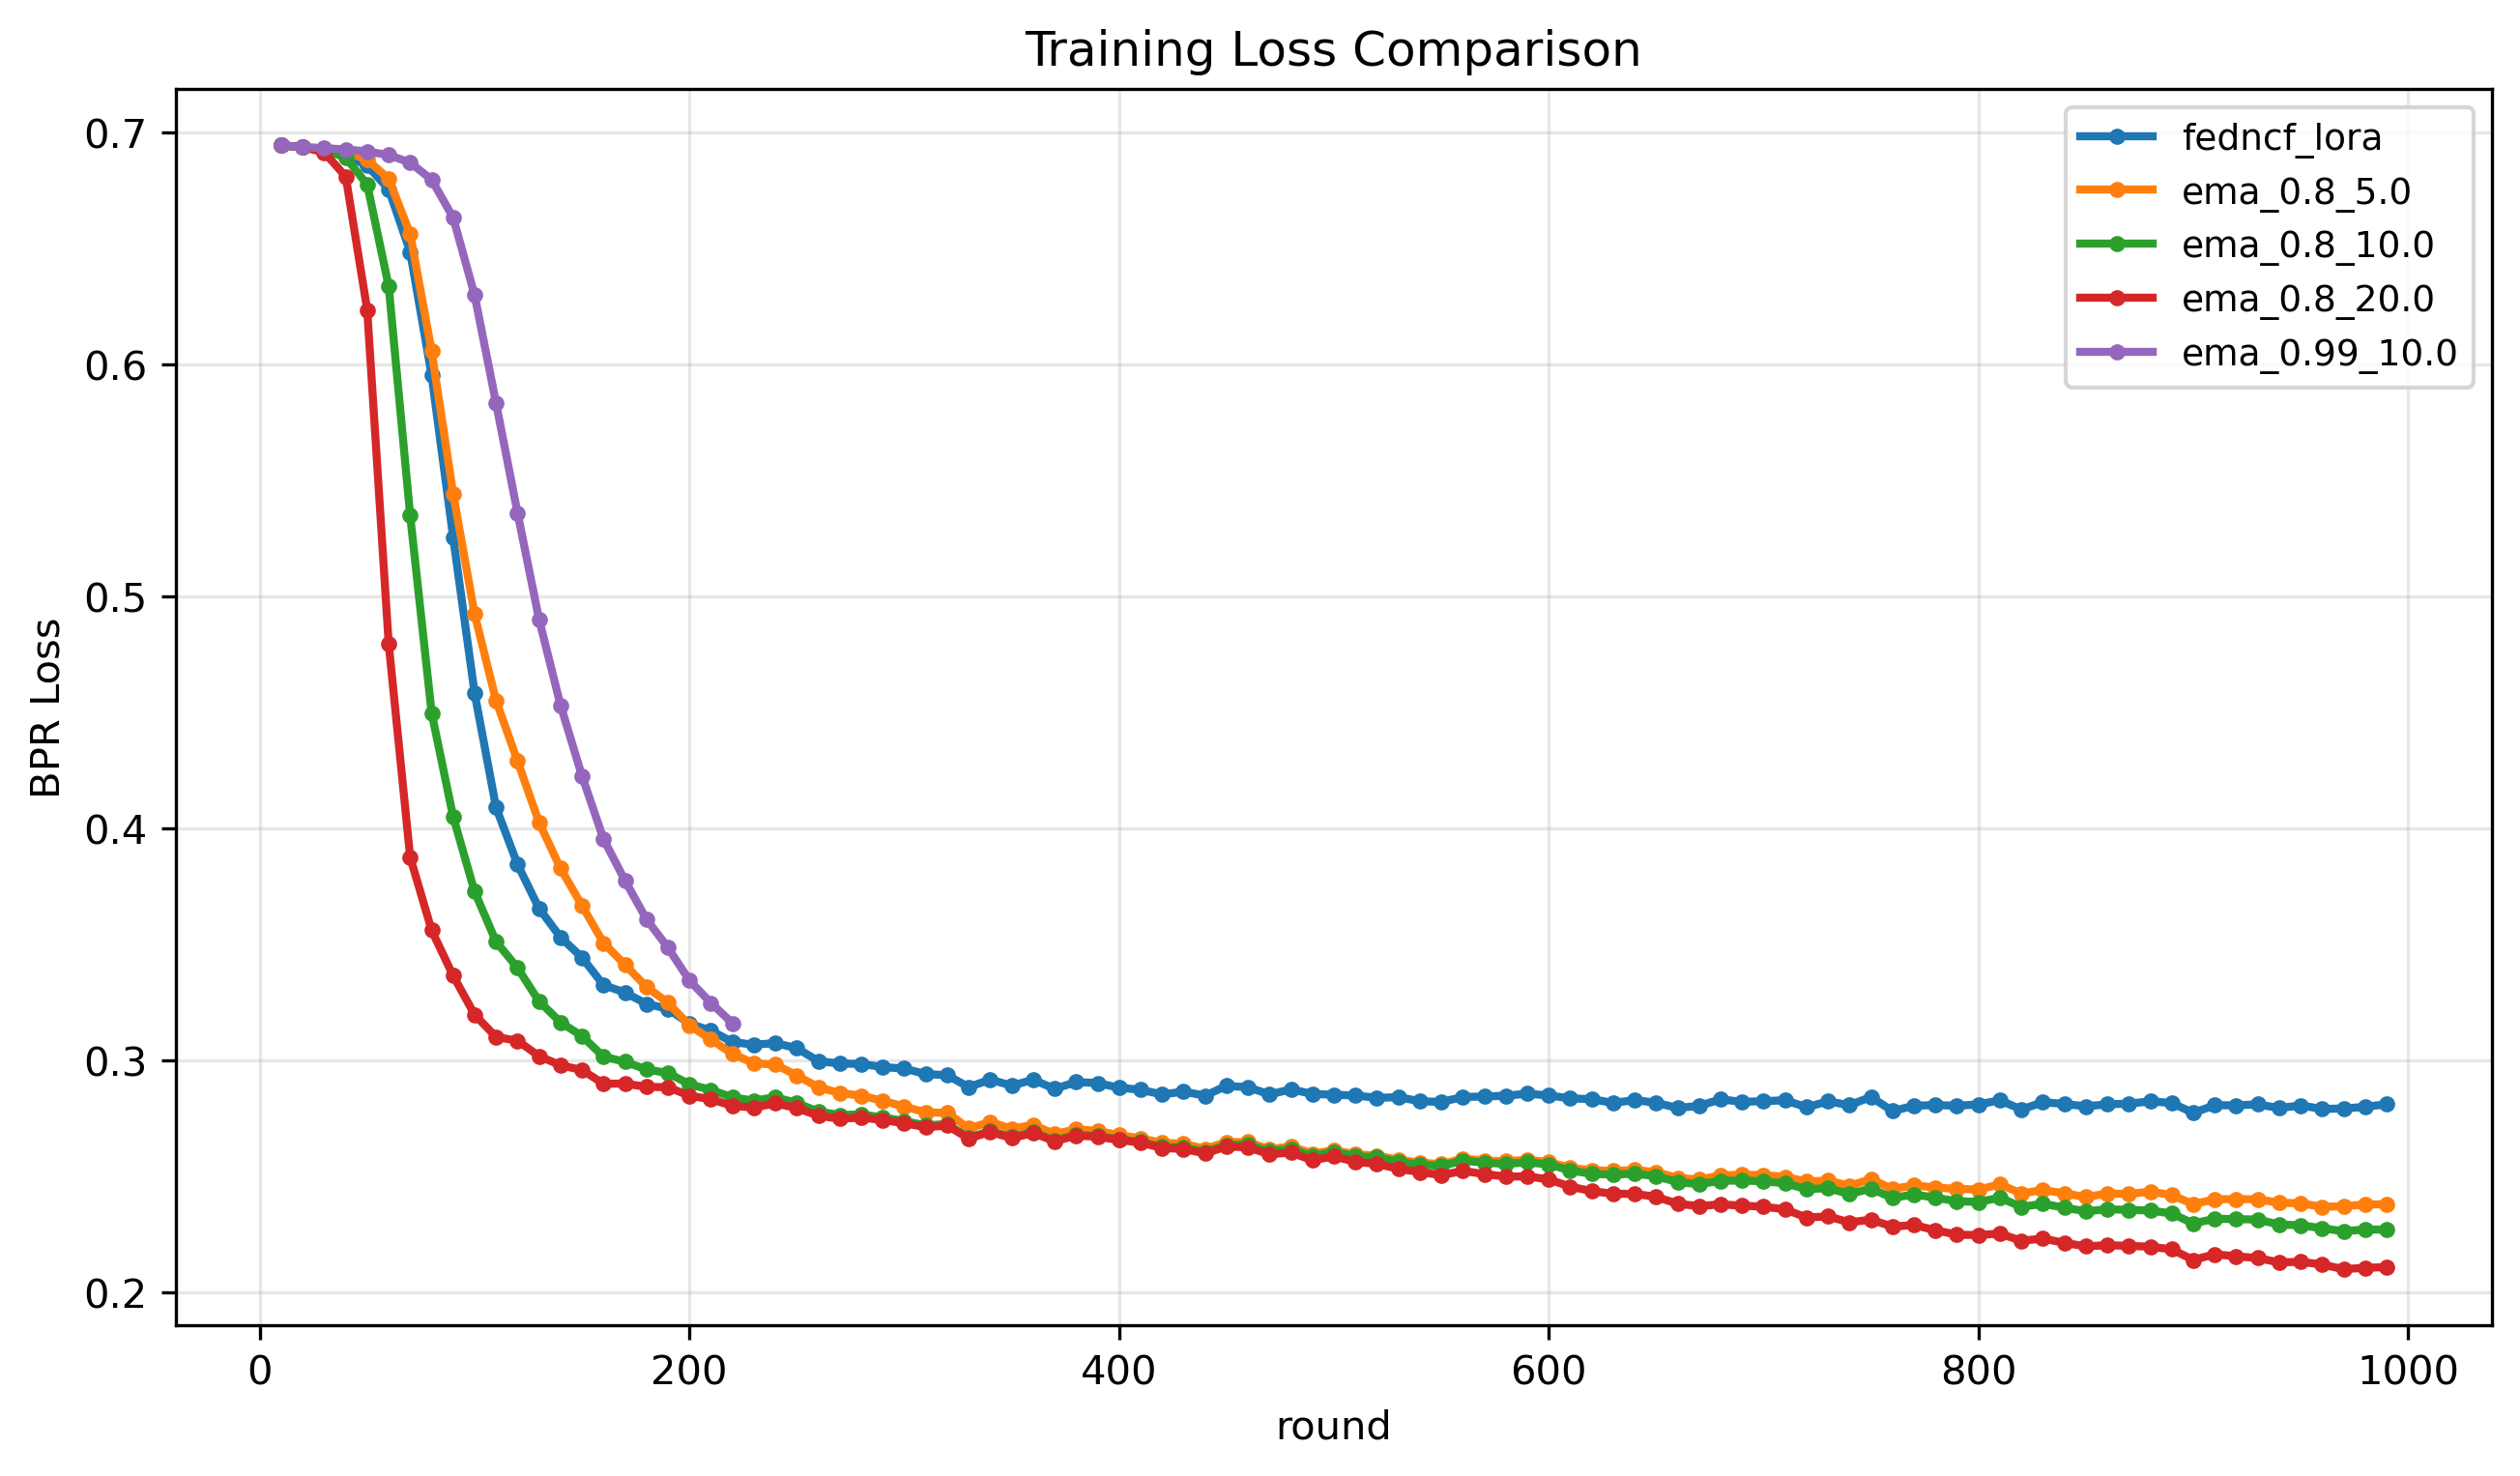 Training Loss Comparison
0.7
0.6
0.5
0.4
0.3
0.2
BPR Loss
fedncf_lora
ema_0.8_5.0
ema_0.8_10.0
ema_0.8_20.0
ema_0.99_10.0
0 200 400 600 800 1000
round